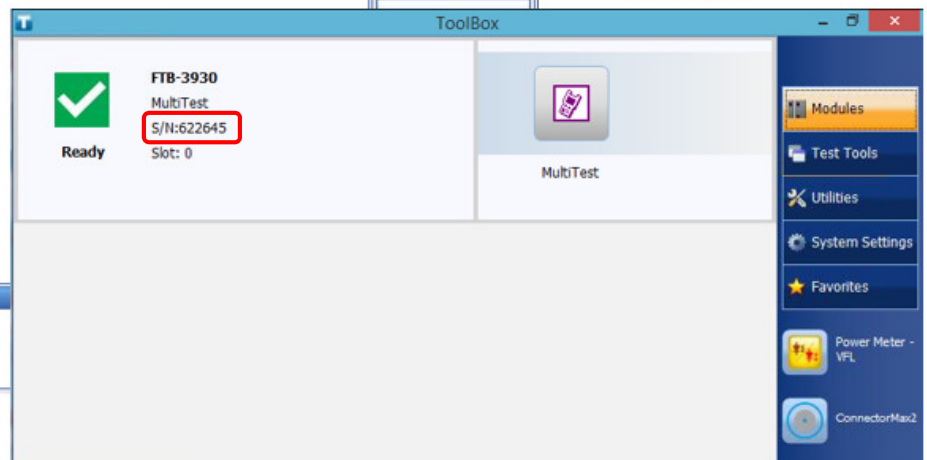 ToolBox
FTB-3930
MultiTest
S/N:622645
Ready
Slot: 0
MultiTest
Modules
Test Tools
Utilities
System Settings
Favorites
Power Meter -
VFL
ConnectorMax2